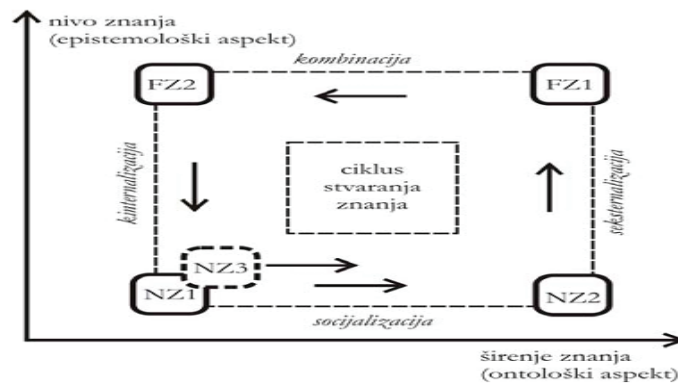 nivo znanja
(epistemološki aspekt)
kombinacija
FZ2
FZ1
kinternalizacija
ciklus
stvaranja
znanja
seksternalizacija
NZ3
NZ1
NZ2
socijalizacija
širenje znanja
(ontološki aspekt)